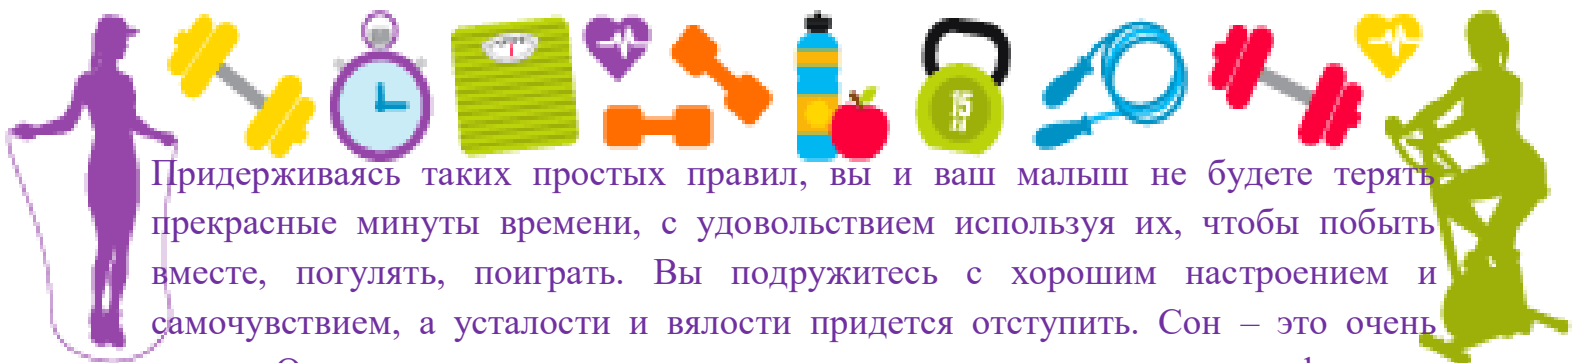 15
Придерживаясь таких простых правил, вы и ваш малыш не будете терять
прекрасные минуты времени, с удовольствием используя их, чтобы побыть
вместе, погулять, поиграть. Вы подружитесь с хорошим настроением и
самочувствием, а усталости и вялости придется отступить. Сон – это очень